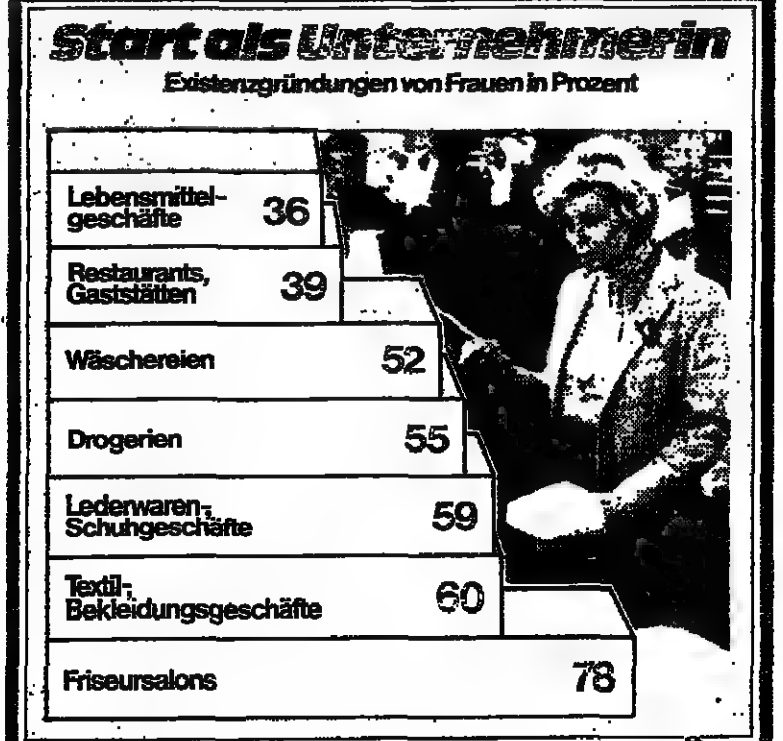 Start als Unternehmerin
Existenzgründungen von Frauen in Prozent
Lebensmittel-
geschäfte 36
Restaurants,
Gaststätten 39
Wäschereien 52
Drogerien 55
Lederwaren-,
Schuhgeschäfte 59
Textil-,
Bekleidungsgeschäfte 60
Friseursalons 78